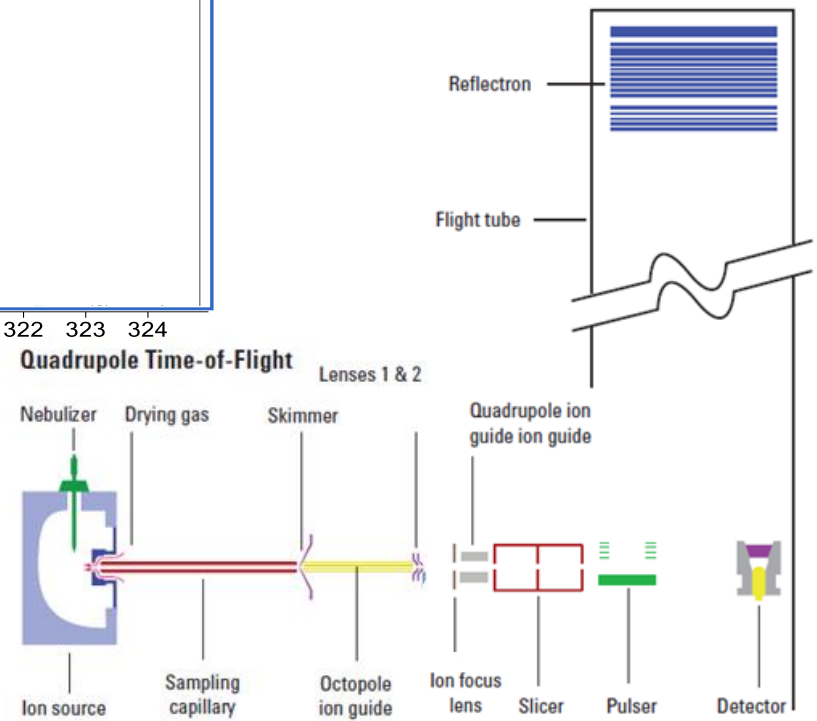 Reflectron
Flight tube
322 323 324
Quadrupole Time-of-Flight
Lenses 1 & 2
Nebulizer
Drying gas
Skimmer
Quadrupole ion
guide ion guide
Ion source
Sampling
capillary
Octopole
ion guide
Ion focus
lens
Slicer
Pulser
Detector